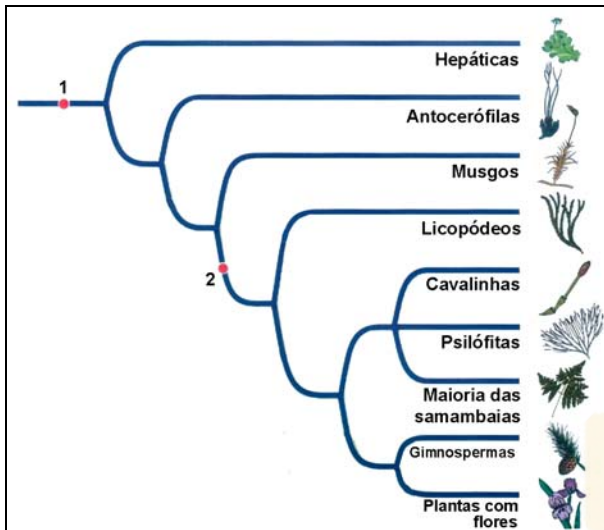 Hepáticas
1
Antocerófilas
Musgos
Licopódeos
2
Cavalinhas
Psilófitas
Maioria das
samambaias
Gimnospermas
Plantas com
flores